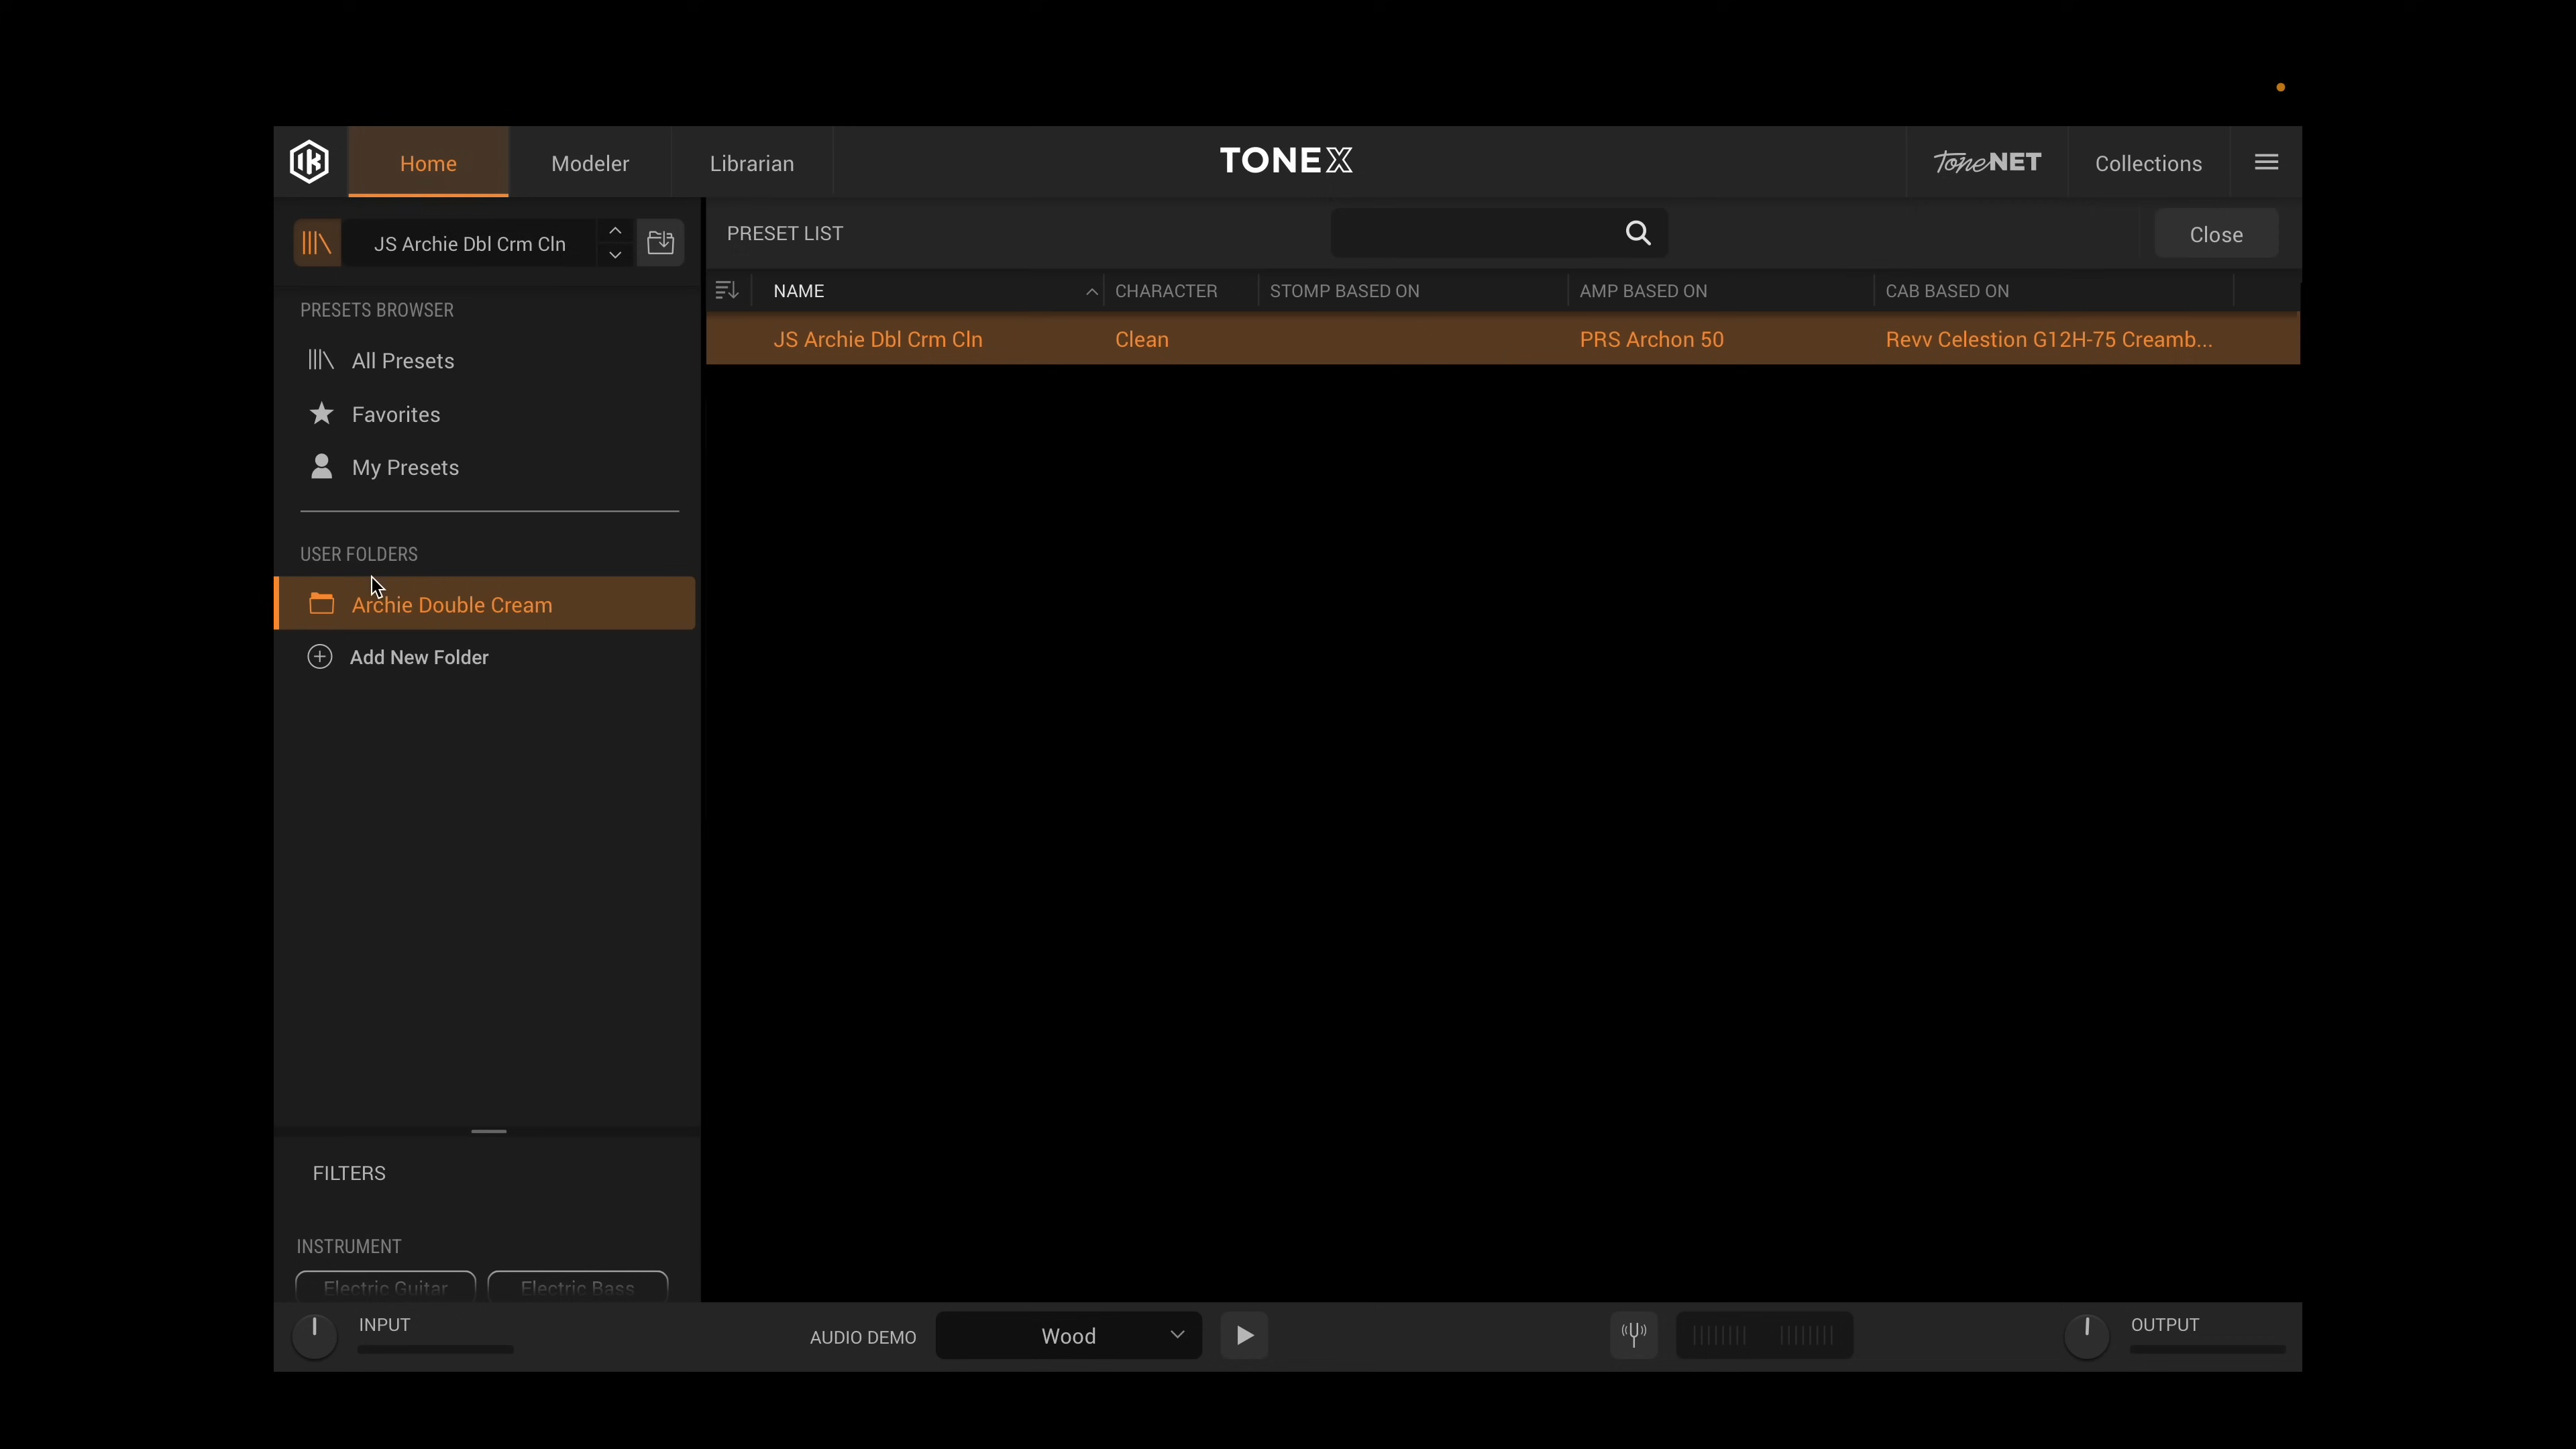 Home
Modeler
Librarian
TONEX
ToneNET
Collections
JS Archie Dbl Crm Cln
PRESET LIST
Close
NAME
CHARACTER
STOMP BASED ON
AMP BASED ON
CAB BASED ON
PRESETS BROWSER
JS Archie Dbl Crm Cln
Clean
PRS Archon 50
Revv Celestion G12H-75 Creamb...
All Presets
Favorites
My Presets
USER FOLDERS
Archie Double Cream
Add New Folder
FILTERS
INSTRUMENT
Electric Guitar
Electric Bass
INPUT
AUDIO DEMO
Wood
OUTPUT